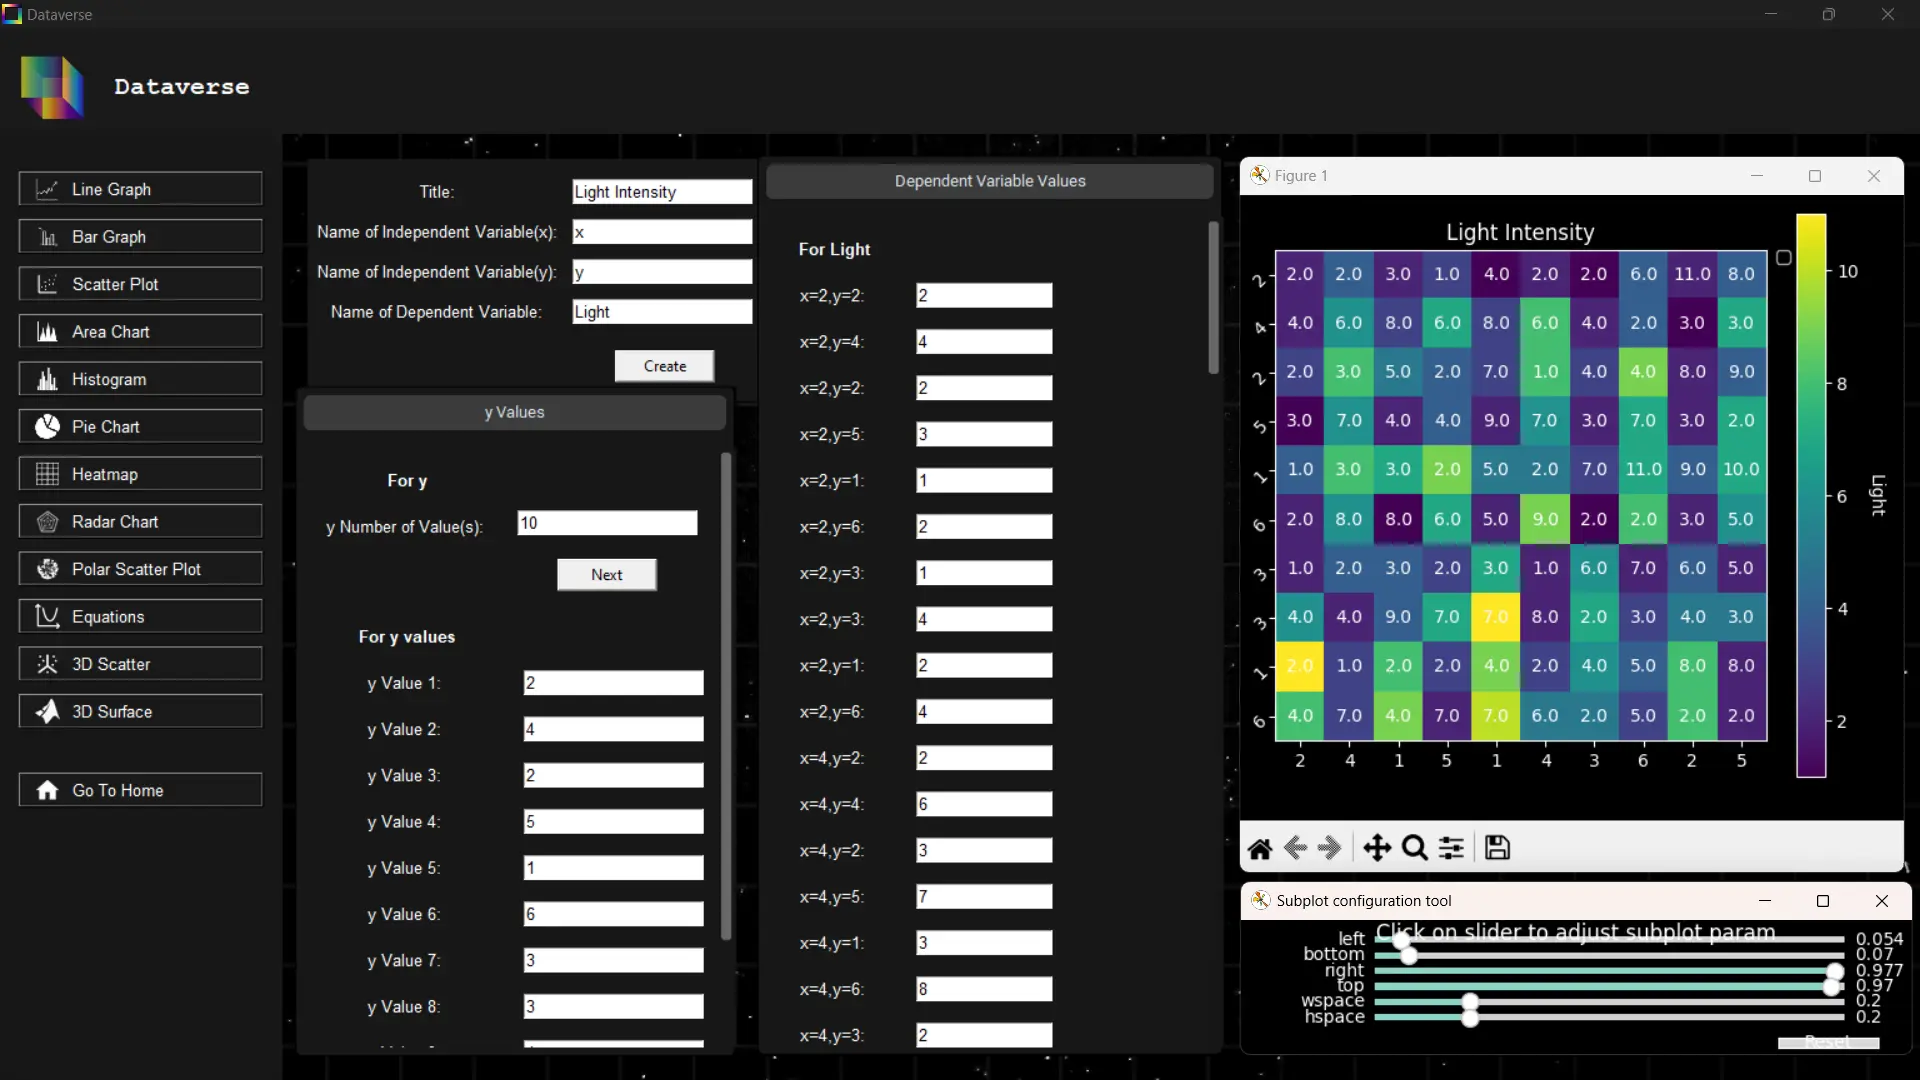 Dataverse
Dataverse
Line Graph
Bar Graph
Scatter Plot
Area Chart
Histogram
Pie Chart
Heatmap
Radar Chart
Polar Scatter Plot
Equations
3D Scatter
3D Surface
Go To Home
Title: Light Intensity
Name of Independent Variable(x): x
Name of Independent Variable(y): y
Name of Dependent Variable: Light
Create
y Values
For y
y Number of Value(s): 10
Next
For y values
y Value 1: 2
y Value 2: 4
y Value 3: 2
y Value 4: 5
y Value 5: 1
y Value 6: 6
y Value 7: 3
y Value 8: 3
Dependent Variable Values
For Light
x=2,y=2: 2
x=2,y=4: 4
x=2,y=2: 2
x=2,y=5: 3
x=2,y=1: 1
x=2,y=6: 2
x=2,y=3: 1
x=2,y=3: 4
x=2,y=1: 2
x=2,y=6: 4
x=4,y=2: 2
x=4,y=4: 6
x=4,y=2: 3
x=4,y=5: 7
x=4,y=1: 3
x=4,y=6: 8
x=4,y=3: 2
Figure 1
Light Intensity
2 2.0 2.0 3.0 1.0 4.0 2.0 2.0 6.0 11.0 8.0
4 4.0 6.0 8.0 6.0 8.0 6.0 4.0 2.0 3.0 3.0
2 2.0 3.0 5.0 2.0 7.0 1.0 4.0 4.0 8.0 9.0
5 3.0 7.0 4.0 4.0 9.0 7.0 3.0 7.0 3.0 2.0
1 1.0 3.0 3.0 2.0 5.0 2.0 7.0 11.0 9.0 10.0
6 2.0 8.0 8.0 6.0 5.0 9.0 2.0 2.0 3.0 5.0
3 1.0 2.0 3.0 2.0 3.0 1.0 6.0 7.0 6.0 5.0
3 4.0 4.0 9.0 7.0 7.0 8.0 2.0 3.0 4.0 3.0
1 2.0 1.0 2.0 2.0 4.0 2.0 4.0 5.0 8.0 8.0
6 4.0 7.0 4.0 7.0 7.0 6.0 2.0 5.0 2.0 2.0
2 4 1 5 1 4 3 6 2 5
10
8
6
4
2
Light
Subplot configuration tool
Click on slider to adjust subplot param
left 0.054
bottom 0.07
right 0.977
top 0.97
wspace 0.2
hspace 0.2
Reset